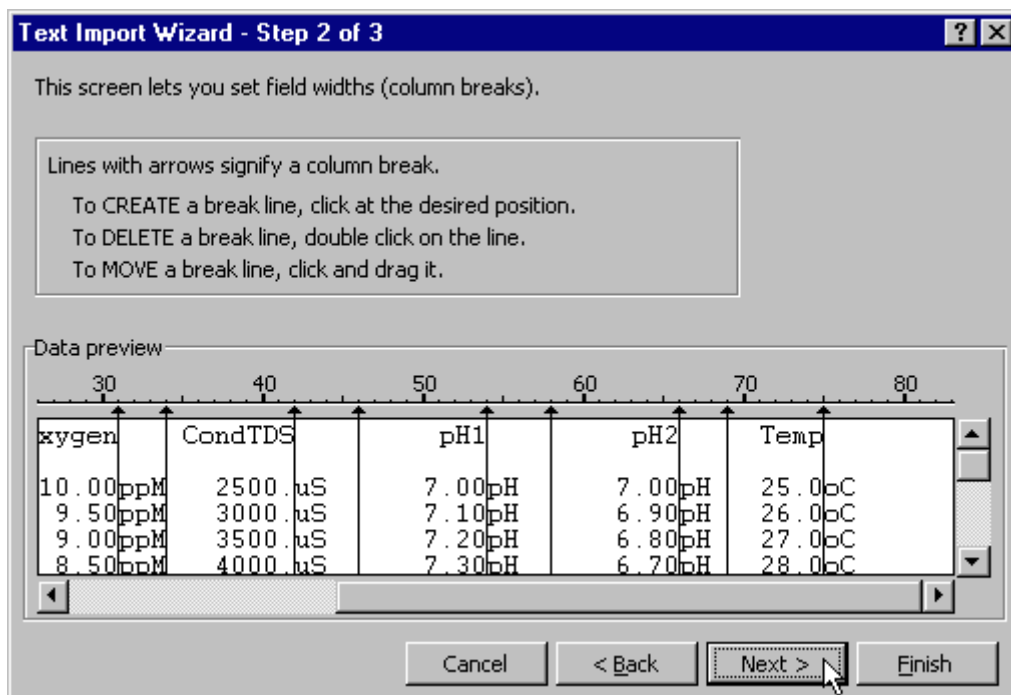 Text Import Wizard - Step 2 of 3
This screen lets you set field widths (column breaks).
Lines with arrows signify a column break.
To CREATE a break line, click at the desired position.
To DELETE a break line, double click on the line.
To MOVE a break line, click and drag it.
Data preview
30 40 50 60 70 80
xygen CondTDS pH1 pH2 Temp
10.00ppM 2500.uS 7.00pH 7.00pH 25.0oC
9.50ppM 3000.uS 7.10pH 6.90pH 26.0oC
9.00ppM 3500.uS 7.20pH 6.80pH 27.0oC
8.50ppM 4000.uS 7.30pH 6.70pH 28.0oC
Cancel < Back Next > Finish